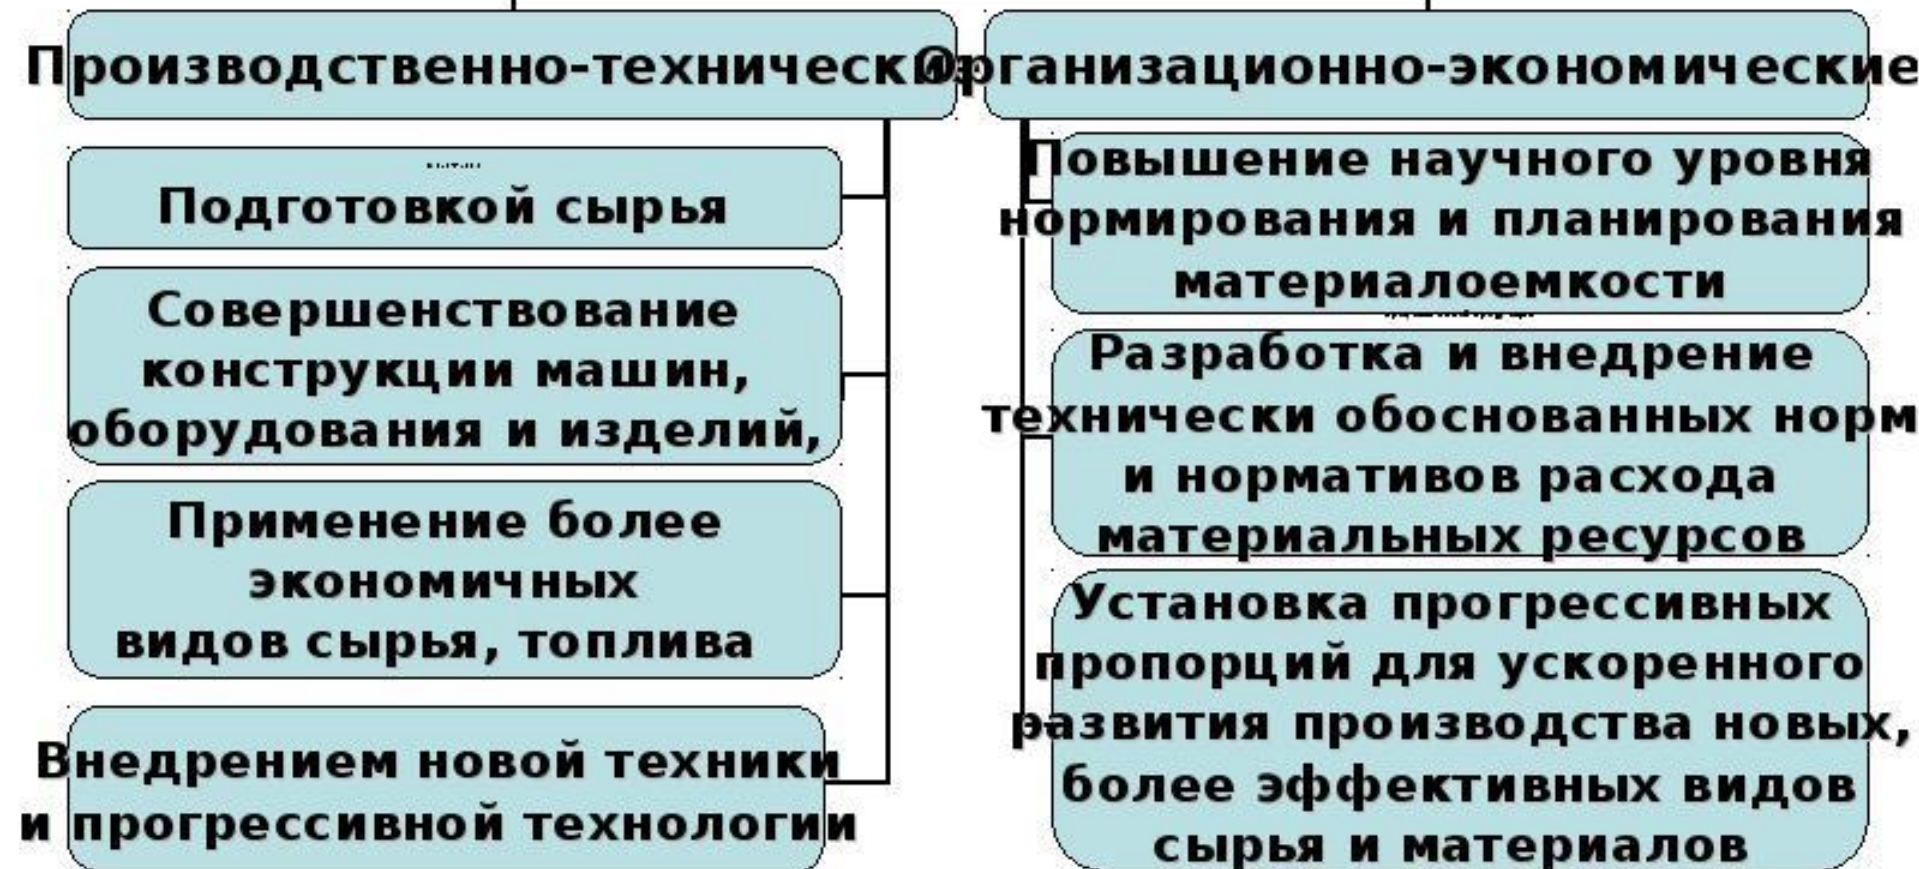 Производственно-технические
Организационно-экономические
Подготовкой сырья
Совершенствование
конструкции машин,
оборудования и изделий,
Применение более
экономичных
видов сырья, топлива
Внедрением новой техники
и прогрессивной технологии
Повышение научного уровня
нормирования и планирования
материалоемкости
Разработка и внедрение
технически обоснованных норм
и нормативов расхода
материальных ресурсов
Установка прогрессивных
пропорций для ускоренного
развития производства новых,
более эффективных видов
сырья и материалов